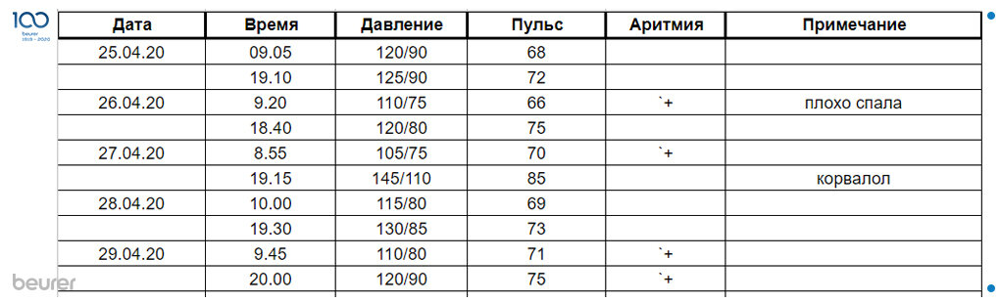 100
beurer
1919 - 2020
Дата Время Давление Пульс Аритмия Примечание
25.04.20 09.05 120/90 68
19.10 125/90 72
26.04.20 9.20 110/75 66 `+ плохо спала
18.40 120/80 75
27.04.20 8.55 105/75 70 `+
19.15 145/110 85 корвалол
28.04.20 10.00 115/80 69
19.30 130/85 73
29.04.20 9.45 110/80 71 `+
20.00 120/90 75 `+
beurer